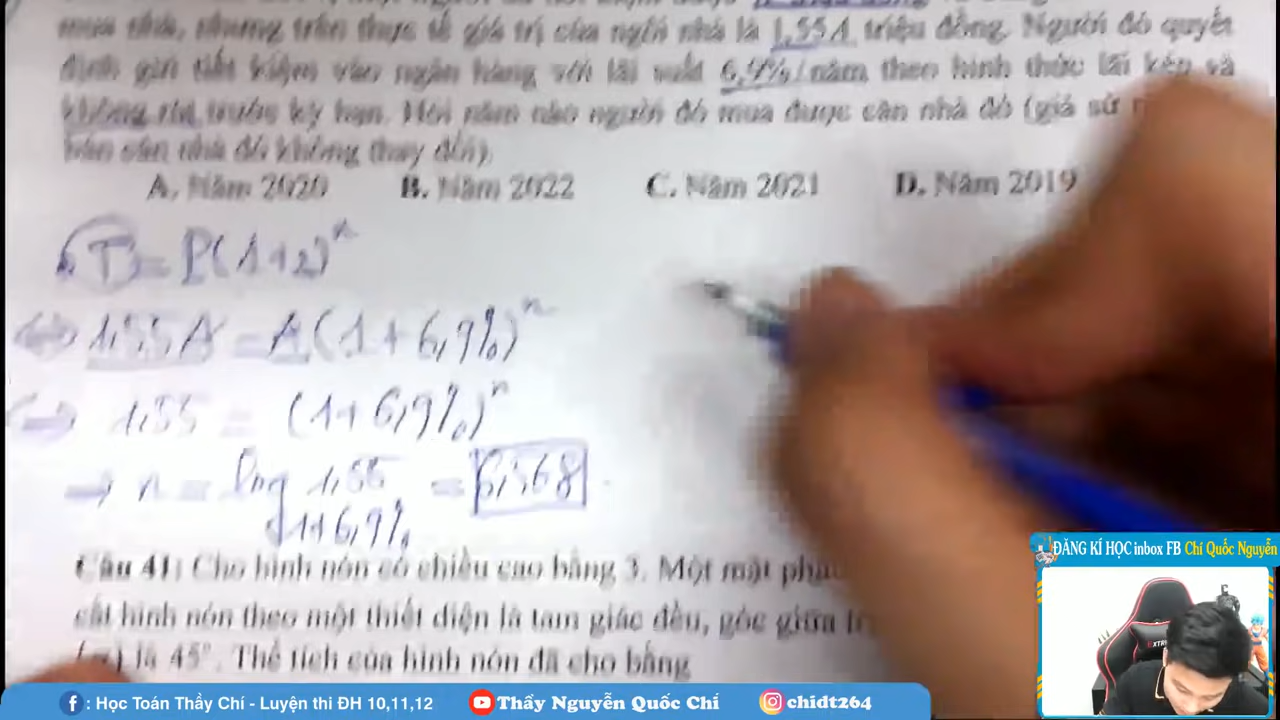 mua nhà, nhưng trên thực tế giá trị của ngôi nhà là 1,55A triệu đồng. Người đó quyết
định gửi tiết kiệm vào ngân hàng với lãi suất 6,9%/năm theo hình thức lãi kép và
không rút trước kỳ hạn. Hỏi năm nào người đó mua được căn nhà đó (giả sử
bán căn nhà đó không thay đổi).
A. Năm 2020 B. Năm 2022 C. Năm 2021 D. Năm 2019
T = P(1+r)^n
⇔ 1,55A = A(1+6,9%)^n
⇔ 1,55 = (1+6,9%)^n
→ n = log_{1+6,9%} 1,55 = 6,568
Câu 41: Cho hình nón có chiều cao bằng 3. Một mặt
cắt hình nón theo một thiết diện là tam giác đều, góc giữa
(α) là 45°. Thể tích của hình nón đã cho bằng
ĐĂNG KÍ HỌC inbox FB Chí Quốc Nguyễn
: Học Toán Thầy Chí - Luyện thi ĐH 10,11,12 Thầy Nguyễn Quốc Chí chidt264